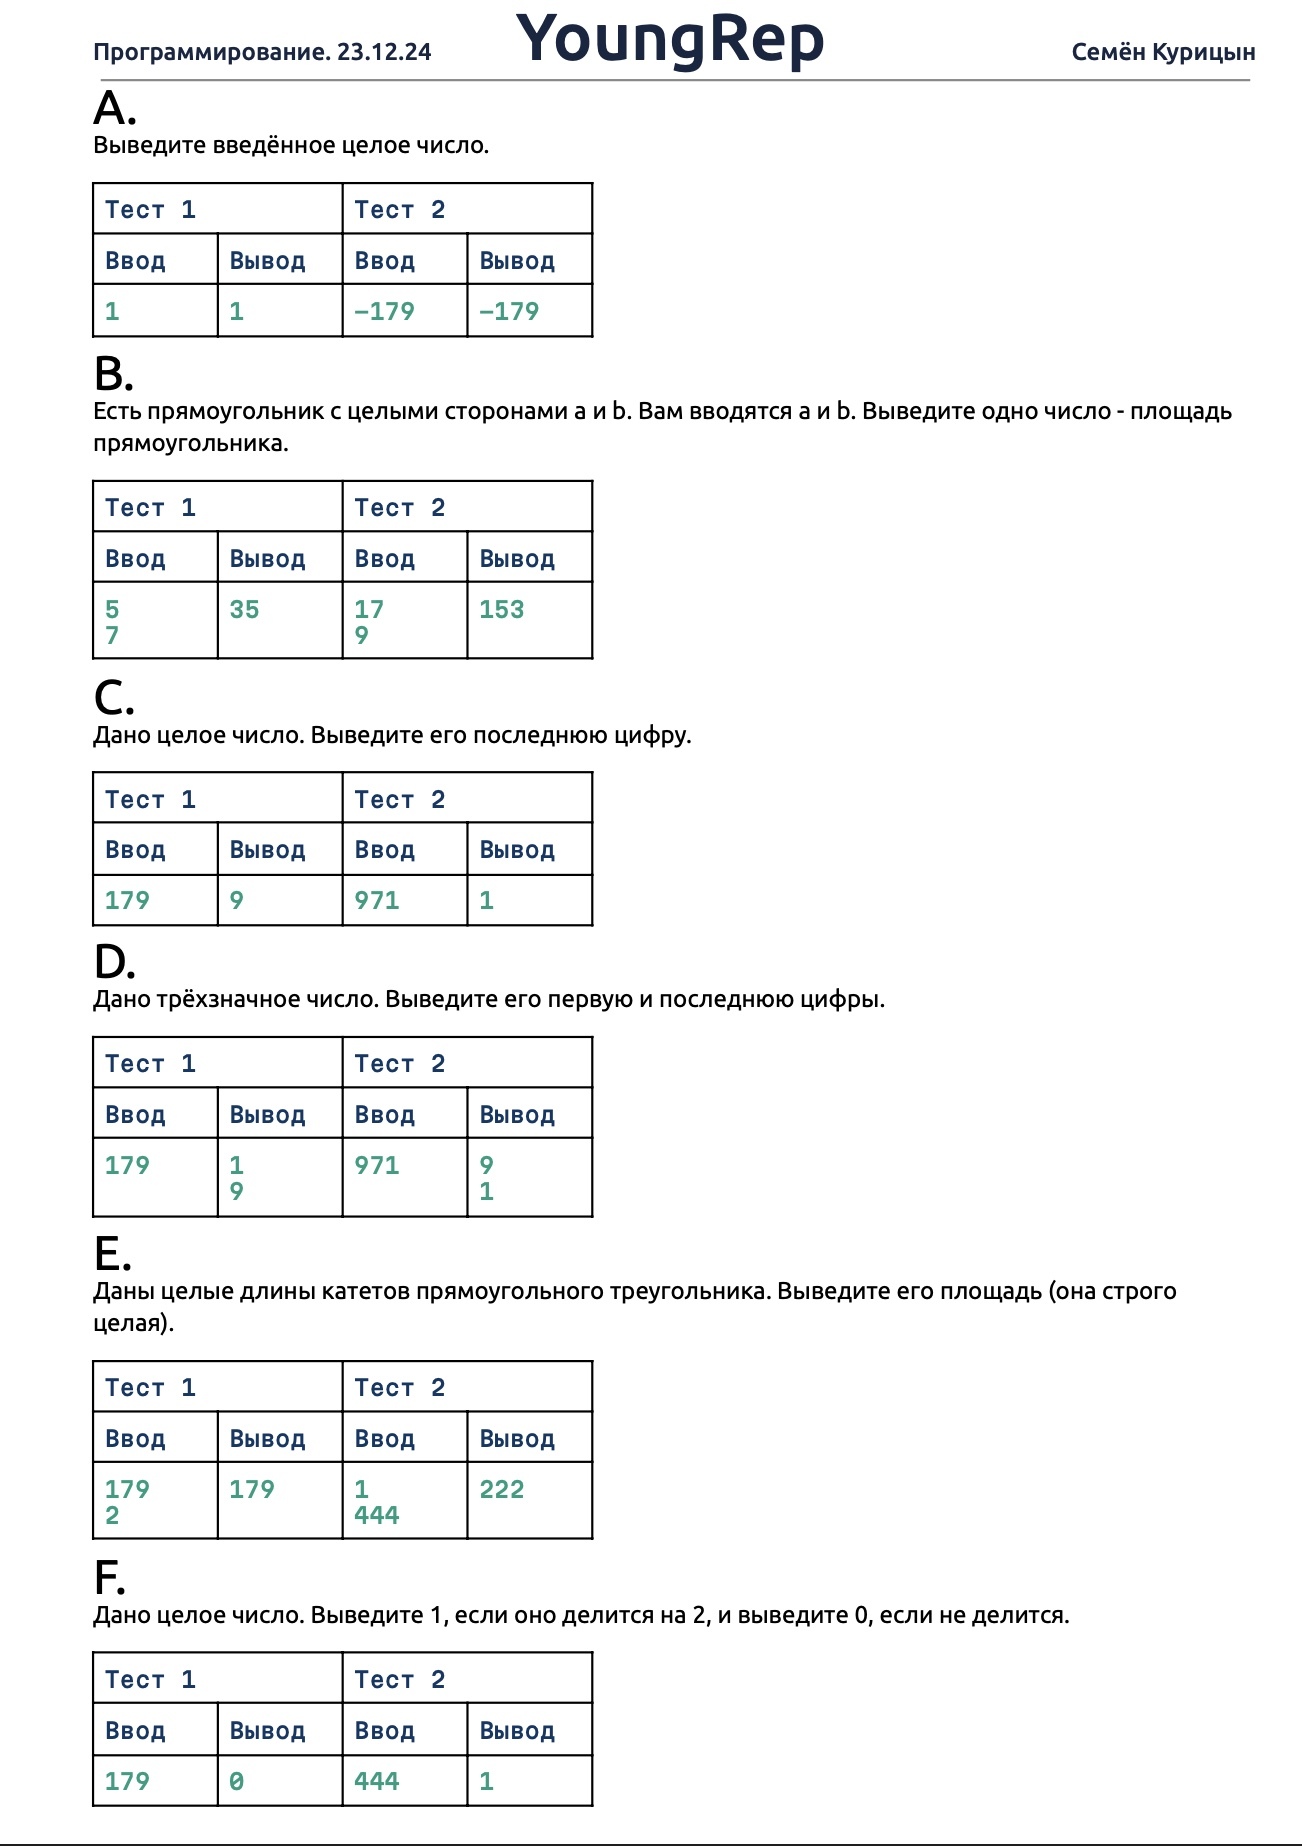 Программирование. 23.12.24 YoungRep Семён Курицын
A.
Выведите введённое целое число.
Тест 1 Тест 2
Ввод Вывод Ввод Вывод
1 1 -179 -179
B.
Есть прямоугольник с целыми сторонами a и b. Вам вводятся a и b. Выведите одно число - площадь
прямоугольника.
Тест 1 Тест 2
Ввод Вывод Ввод Вывод
5 35 17 153
7 9
C.
Дано целое число. Выведите его последнюю цифру.
Тест 1 Тест 2
Ввод Вывод Ввод Вывод
179 9 971 1
D.
Дано трёхзначное число. Выведите его первую и последнюю цифры.
Тест 1 Тест 2
Ввод Вывод Ввод Вывод
179 1 971 9
9 1
E.
Даны целые длины катетов прямоугольного треугольника. Выведите его площадь (она строго
целая).
Тест 1 Тест 2
Ввод Вывод Ввод Вывод
179 179 1 222
2 444
F.
Дано целое число. Выведите 1, если оно делится на 2, и выведите 0, если не делится.
Тест 1 Тест 2
Ввод Вывод Ввод Вывод
179 0 444 1